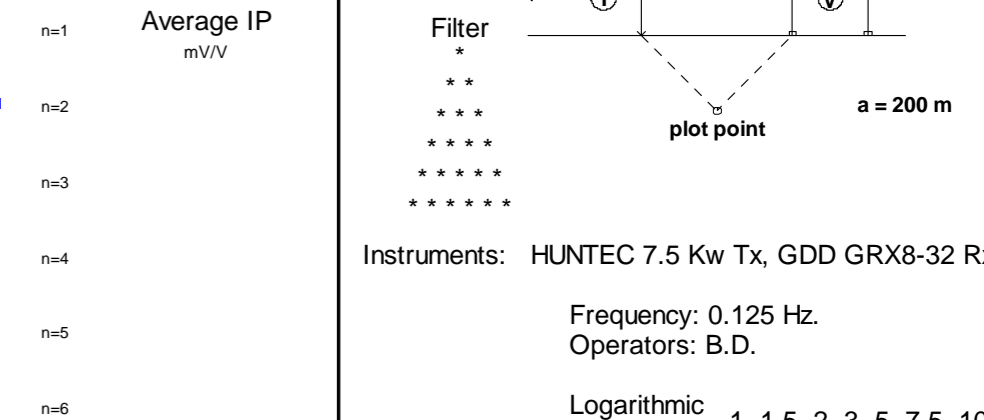 n=1
Average IP
mV/V
n=2
n=3
n=4
n=5
n=6
Filter
*
* *
* * *
* * * *
* * * * *
* * * * * *
I
V
a = 200 m
plot point
Instruments: HUNTEC 7.5 Kw Tx, GDD GRX8-32 Rx
Frequency: 0.125 Hz.
Operators: B.D.
Logarithmic
1, 1.5, 2, 3, 5, 7.5, 10